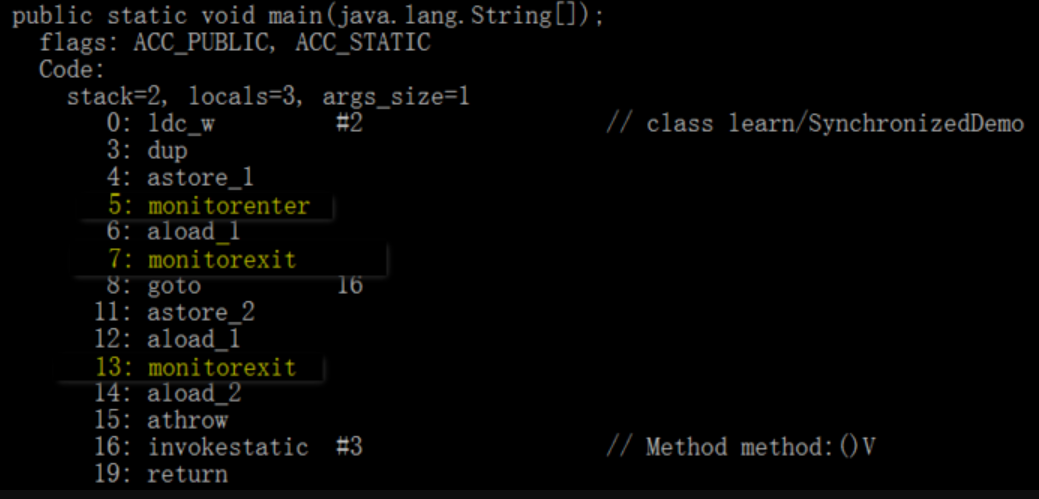 public static void main(java.lang.String[]);
flags: ACC_PUBLIC, ACC_STATIC
Code:
stack=2, locals=3, args_size=1
0: ldc_w #2 // class learn/SynchronizedDemo
3: dup
4: astore_1
5: monitorenter
6: aload_1
7: monitorexit
8: goto 16
11: astore_2
12: aload_1
13: monitorexit
14: aload_2
15: athrow
16: invokestatic #3 // Method method:()V
19: return